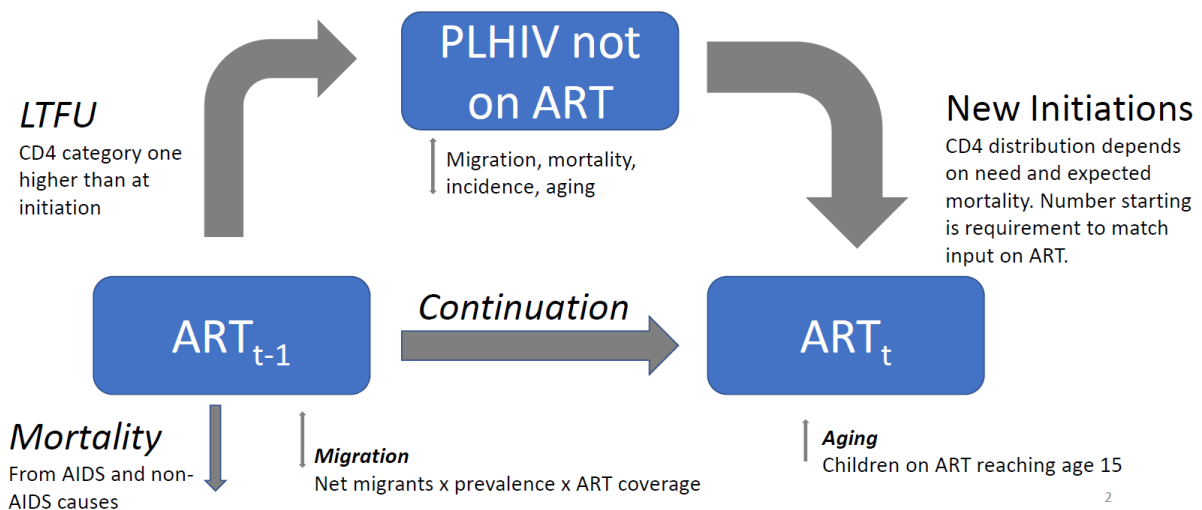 PLHIV not
on ART
LTFU
CD4 category one
higher than at
initiation
Migration, mortality,
incidence, aging
New Initiations
CD4 distribution depends
on need and expected
mortality. Number starting
is requirement to match
input on ART.
ARTt-1
Continuation
ARTt
Mortality
From AIDS and non-
AIDS causes
Migration
Net migrants x prevalence x ART coverage
Aging
Children on ART reaching age 15
2